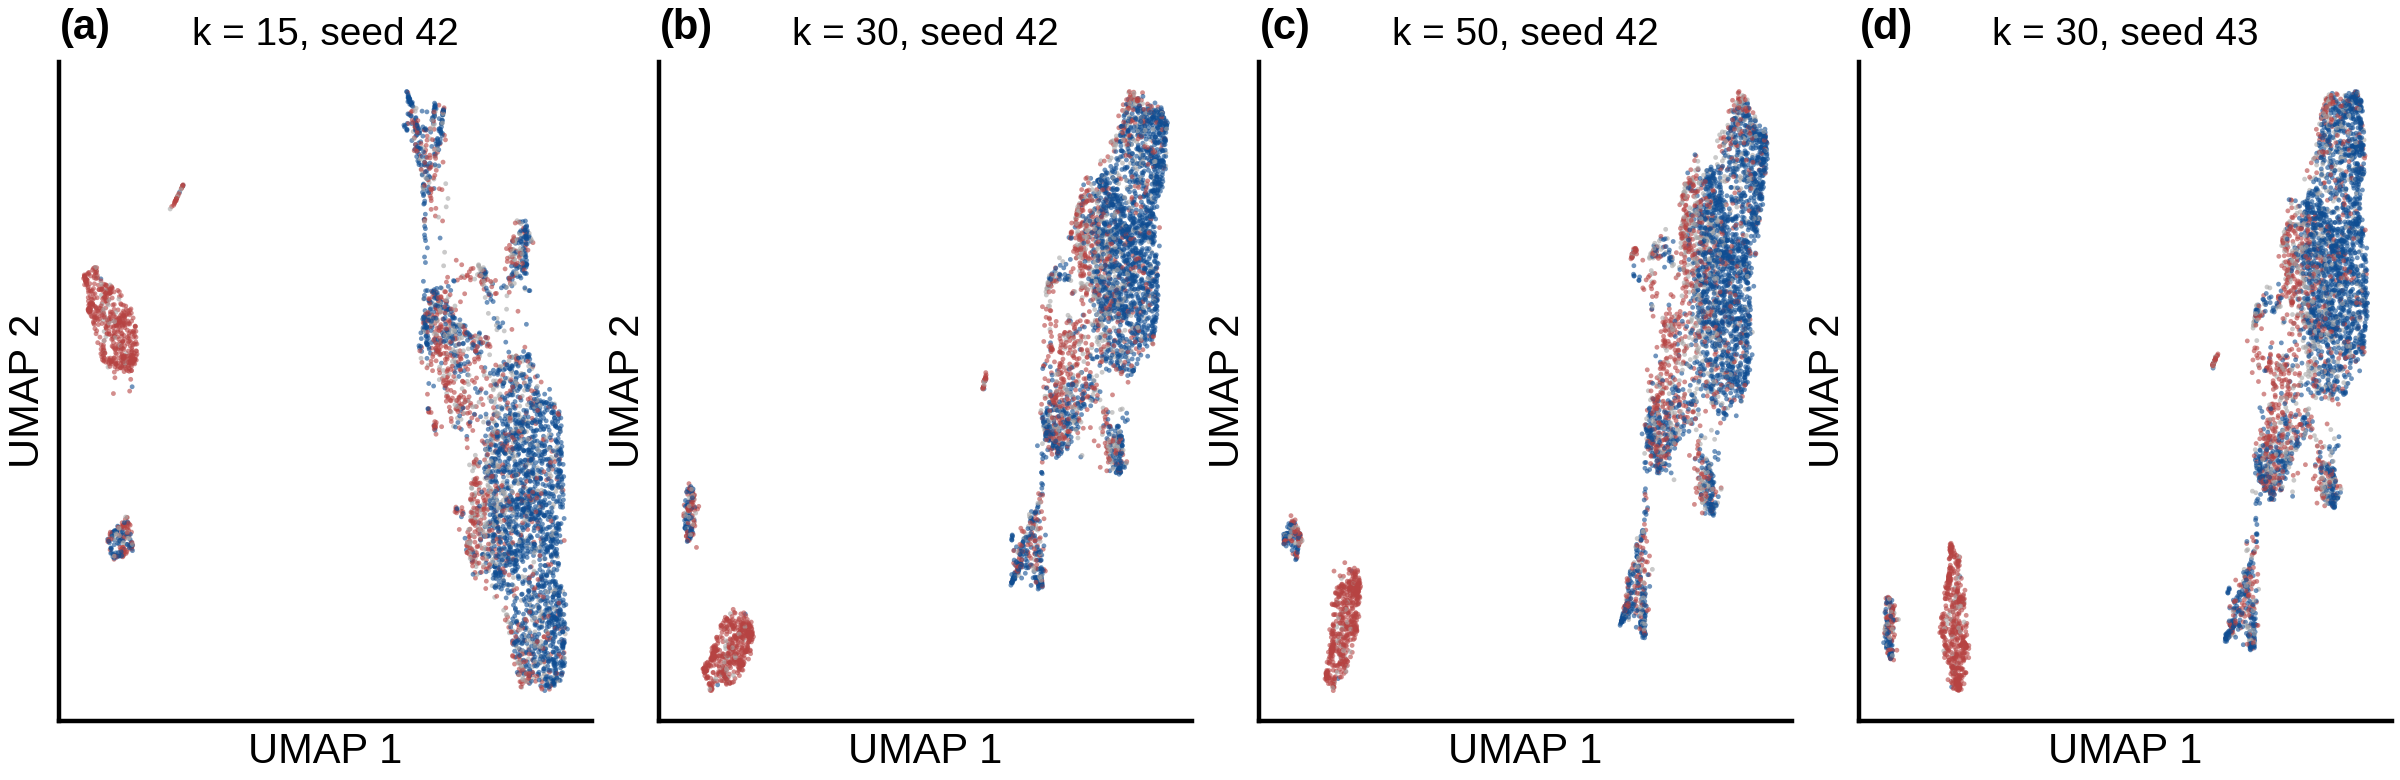 (a) k = 15, seed 42
UMAP 2
UMAP 1
(b) k = 30, seed 42
UMAP 2
UMAP 1
(c) k = 50, seed 42
UMAP 2
UMAP 1
(d) k = 30, seed 43
UMAP 2
UMAP 1